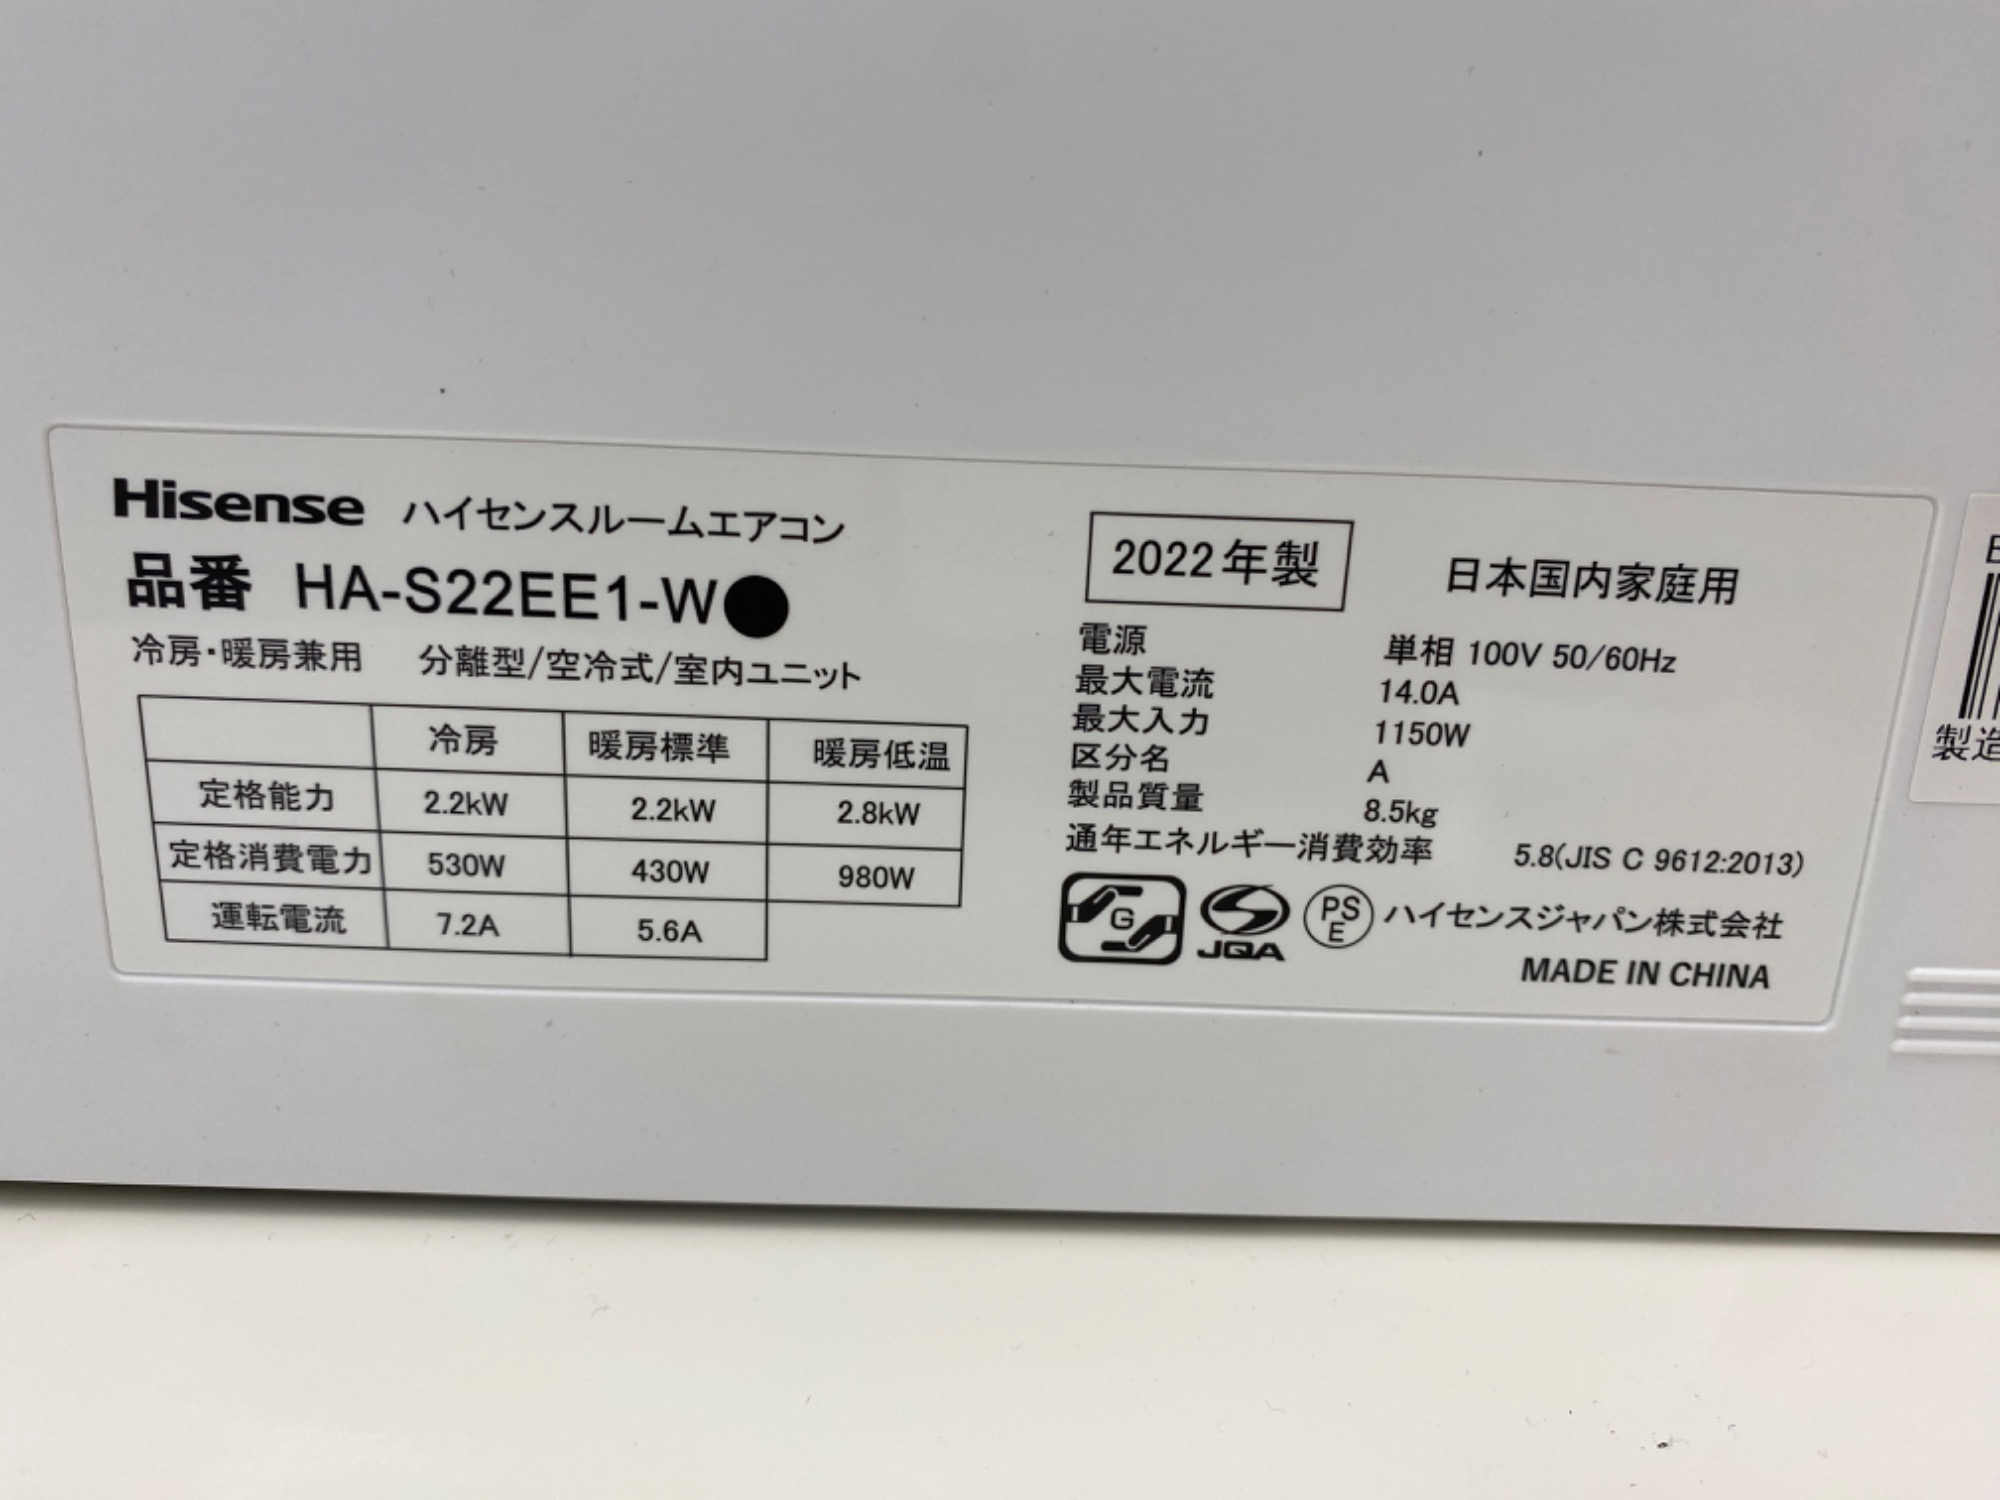 Hisense ハイセンスルームエアコン
品番 HA-S22EE1-W●
冷房・暖房兼用 分離型/空冷式/室内ユニット
冷房 暖房標準 暖房低温
定格能力 2.2kW 2.2kW 2.8kW
定格消費電力 530W 430W 980W
運転電流 7.2A 5.6A
2022年製 日本国内家庭用
電源 単相 100V 50/60Hz
最大電流 14.0A
最大入力 1150W
区分名 A
製品質量 8.5kg
通年エネルギー消費効率 5.8(JIS C 9612:2013)
G JQA PSE ハイセンスジャパン株式会社
MADE IN CHINA
製造